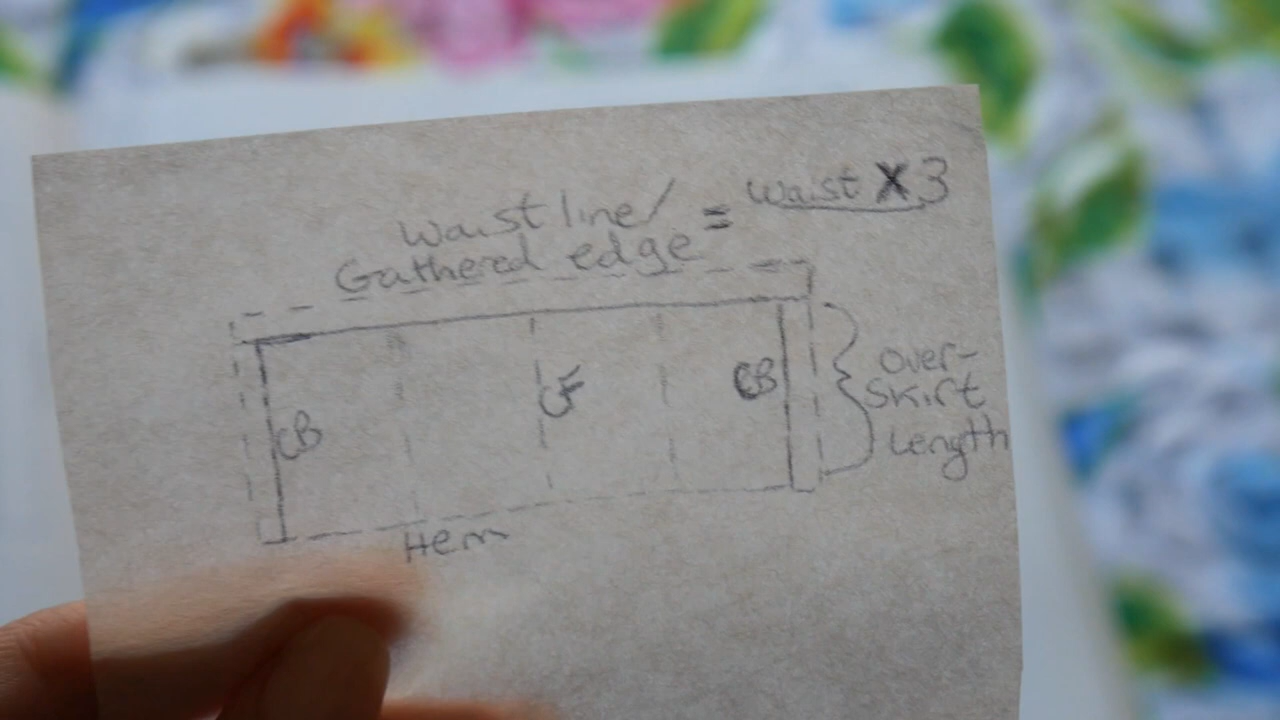 Waist line/ = Waist X3
Gathered edge
CB
CF
CB
Over-
Skirt
Length
Hem